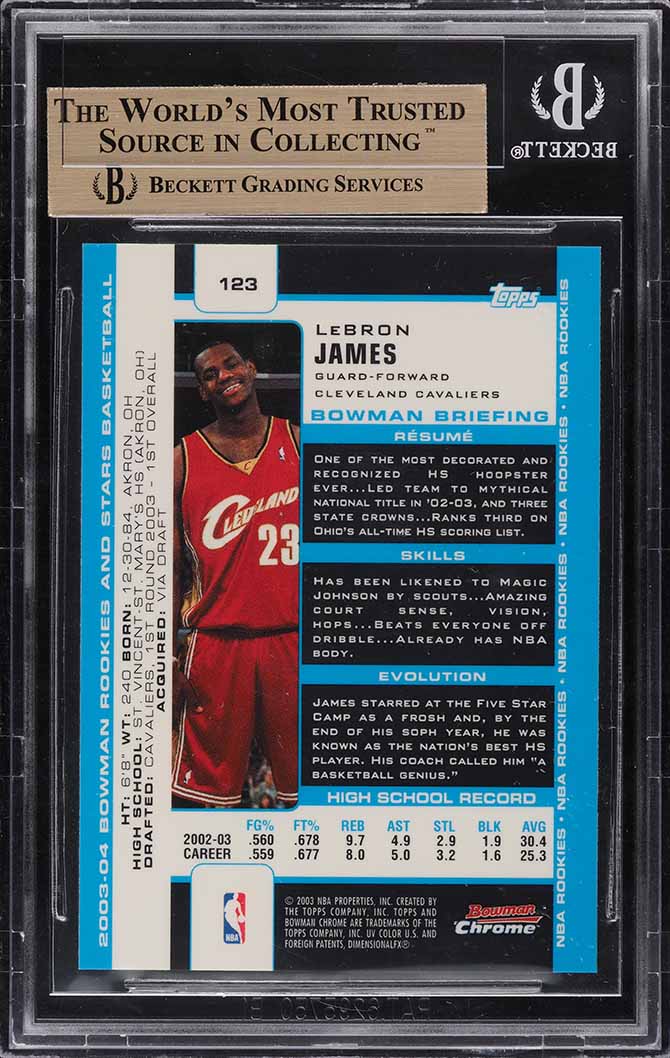 THE WORLD'S MOST TRUSTED
SOURCE IN COLLECTING™
B BECKETT GRADING SERVICES
B
BECKETT®
123
topps
LEBRON
JAMES
GUARD-FORWARD
CLEVELAND CAVALIERS
BOWMAN BRIEFING
RÉSUMÉ
ONE OF THE MOST DECORATED AND
RECOGNIZED HS HOOPSTER
EVER...LED TEAM TO MYTHICAL
NATIONAL TITLE IN '02-03, AND THREE
STATE CROWNS...RANKS THIRD ON
OHIO'S ALL-TIME HS SCORING LIST.
SKILLS
HAS BEEN LIKENED TO MAGIC
JOHNSON BY SCOUTS...AMAZING
COURT SENSE, VISION,
HOPS...BEATS EVERYONE OFF
DRIBBLE...ALREADY HAS NBA
BODY.
EVOLUTION
JAMES STARRED AT THE FIVE STAR
CAMP AS A FROSH AND, BY THE
END OF HIS SOPH YEAR, HE WAS
KNOWN AS THE NATION'S BEST HS
PLAYER. HIS COACH CALLED HIM "A
BASKETBALL GENIUS."
HIGH SCHOOL RECORD
FG% FT% REB AST STL BLK AVG
2002-03 .560 .678 9.7 4.9 2.9 1.9 30.4
CAREER .559 .677 8.0 5.0 3.2 1.6 25.3
2003-04 BOWMAN ROOKIES AND STARS BASKETBALL
HT: 6'8" WT: 240 BORN: 12-30-84, AKRON, OH
HIGH SCHOOL: ST. VINCENT-ST. MARY'S HS (AKRON, OH)
DRAFTED: CAVALIERS, 1ST ROUND 2003 - 1ST OVERALL
ACQUIRED: VIA DRAFT
CLEVELAND
23
NBA ROOKIES • NBA ROOKIES • NBA ROOKIES • NBA ROOKIES • NBA ROOKIES
NBA
© 2003 NBA PROPERTIES, INC. CREATED BY
THE TOPPS COMPANY, INC. TOPPS AND
BOWMAN CHROME ARE TRADEMARKS OF THE
TOPPS COMPANY, INC. UV COLOR U.S. AND
FOREIGN PATENTS, DIMENSIONALFX®
Bowman
Chrome